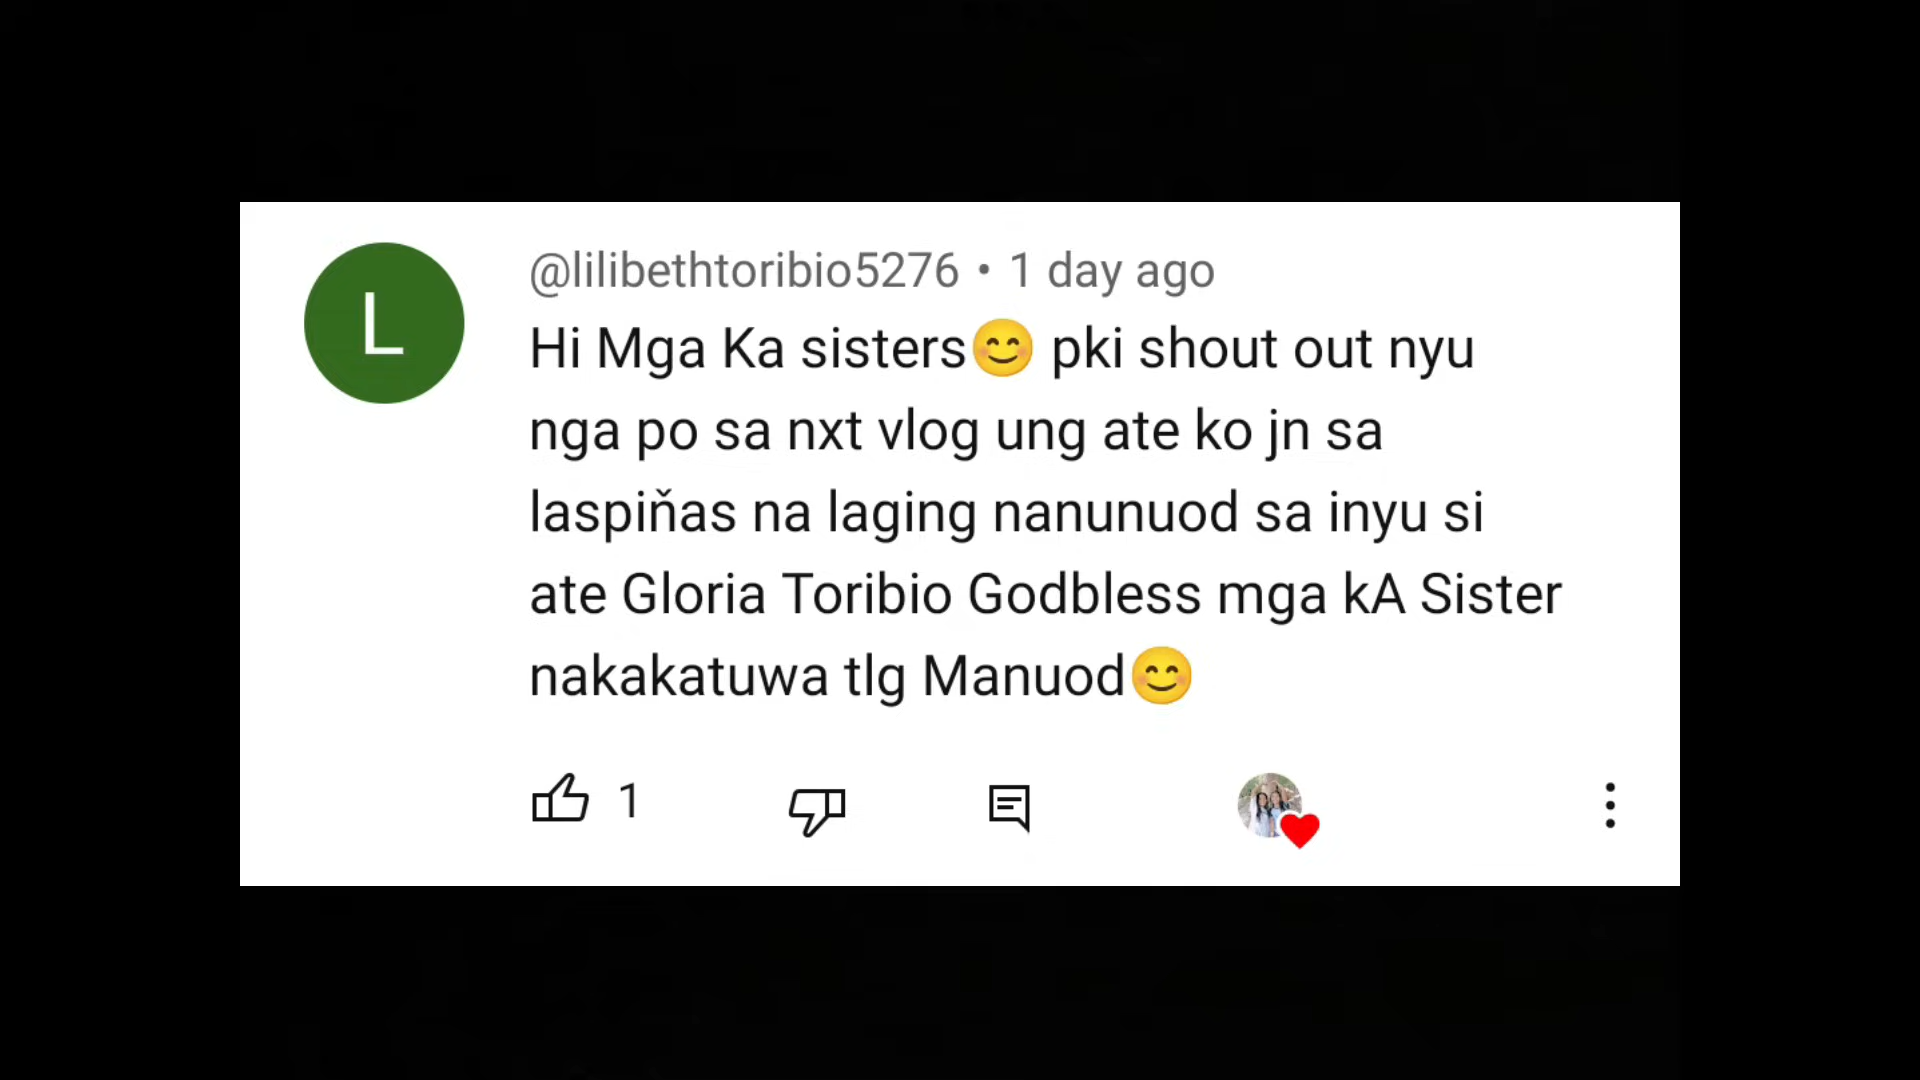 L
@lilibethtoribio5276 • 1 day ago
Hi Mga Ka sisters😊 pki shout out nyu
nga po sa nxt vlog ung ate ko jn sa
laspiňas na laging nanunuod sa inyu si
ate Gloria Toribio Godbless mga kA Sister
nakakatuwa tlg Manuod😊
1